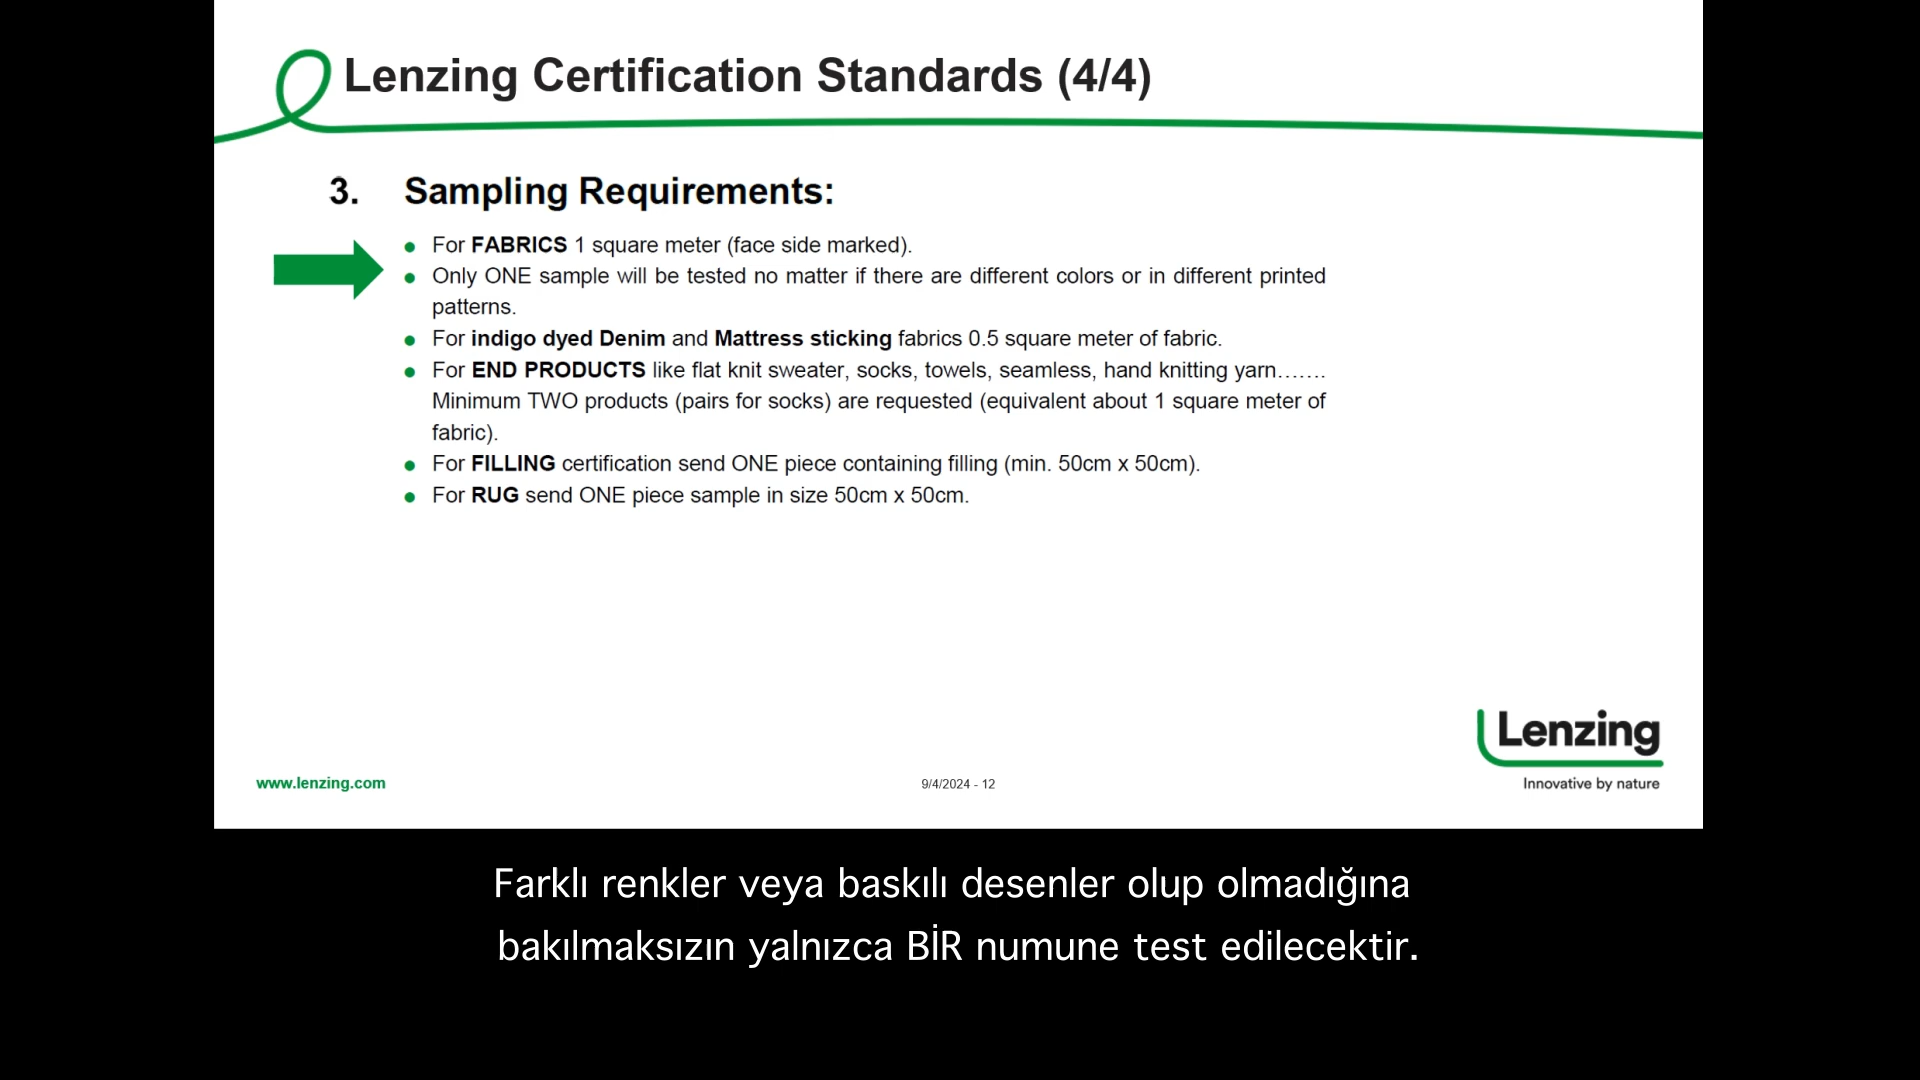 Lenzing Certification Standards (4/4)
3. Sampling Requirements:
● For FABRICS 1 square meter (face side marked).
● Only ONE sample will be tested no matter if there are different colors or in different printed
patterns.
● For indigo dyed Denim and Mattress sticking fabrics 0.5 square meter of fabric.
● For END PRODUCTS like flat knit sweater, socks, towels, seamless, hand knitting yarn…….
Minimum TWO products (pairs for socks) are requested (equivalent about 1 square meter of
fabric).
● For FILLING certification send ONE piece containing filling (min. 50cm x 50cm).
● For RUG send ONE piece sample in size 50cm x 50cm.
Lenzing
Innovative by nature
www.lenzing.com
9/4/2024 - 12
Farklı renkler veya baskılı desenler olup olmadığına
bakılmaksızın yalnızca BİR numune test edilecektir.